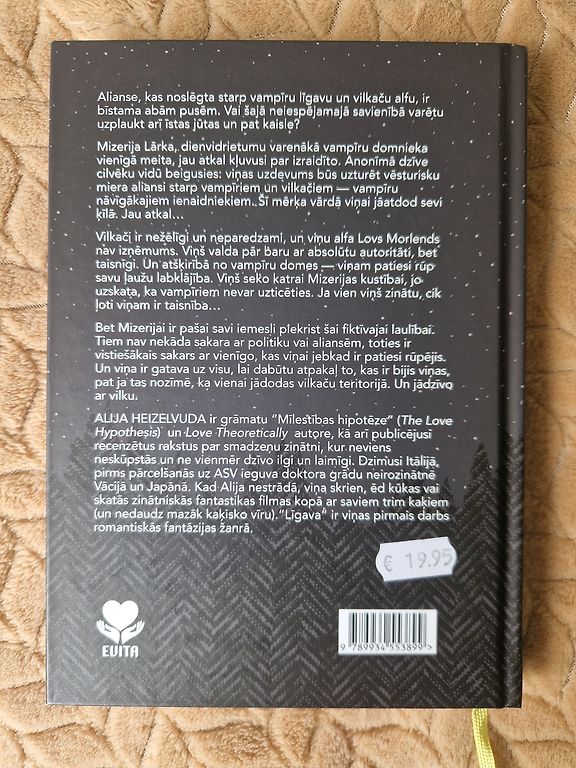 Alianse, kas noslēgta starp vampīru līgavu un vilkaču alfu, ir
bīstama abām pusēm. Vai šajā neiespējamajā savienībā varētu
uzplaukt arī īstas jūtas un pat kaisle?
Mizerija Lārka, dienvidrietumu varenākā vampīru domnieka
vienīgā meita, jau atkal kļuvusi par izraidīto. Anonīmā dzīve
cilvēku vidū beigusies: viņas uzdevums būs uzturēt vēsturisku
miera aliansi starp vampīriem un vilkačiem — vampīru
nāvīgākajiem ienaidniekiem. Šī mērķa vārdā viņai jāatdod sevi
ķīlā. Jau atkal...
Vilkači ir nežēlīgi un neparedzami, un viņu alfa Lovs Morlends
nav izņēmums. Viņš valda pār baru ar absolūtu autoritāti, bet
taisnīgi. Un atšķirībā no vampīru domes — viņam patiesi rūp
savu ļaužu labklājība. Viņš seko katrai Mizerijas kustībai, jo
uzskata, ka vampīriem nevar uzticēties. Ja vien viņš zinātu, cik
ļoti viņam ir taisnība...
Bet Mizerijai ir pašai savi iemesli piekrist šai fiktīvajai laulībai.
Tiem nav nekāda sakara ar politiku vai aliansēm, toties ir
vistiešākais sakars ar vienīgo, kas viņai jebkad ir patiesi rūpējis.
Un viņa ir gatava uz visu, lai dabūtu atpakaļ to, kas ir bijis viņas,
pat ja tas nozīmē, ka vienai jādodas vilkaču teritorijā. Un jādzīvo
ar vilku.
ALIJA HEIZELVUDA ir grāmatu “Mīlestības hipotēze” (The Love
Hypothesis) un Love Theoretically autore, kā arī publicējusi
recenzētus rakstus par smadzeņu zinātni, kur neviens
neskūpstās un ne vienmēr dzīvo ilgi un laimīgi. Dzimusi Itālijā,
pirms pārcelšanās uz ASV ieguva doktora grādu neirozinātnē
Vācijā un Japānā. Kad Alija nestrādā, viņa skrien, ēd kūkas vai
skatās zinātniskās fantastikas filmas kopā ar saviem trim kaķiem
(un nedaudz mazāk kaķisko vīru). “Līgava” ir viņas pirmais darbs
romantiskās fantāzijas žanrā.
€ 19.95
EVITA
9 789934 553899 >